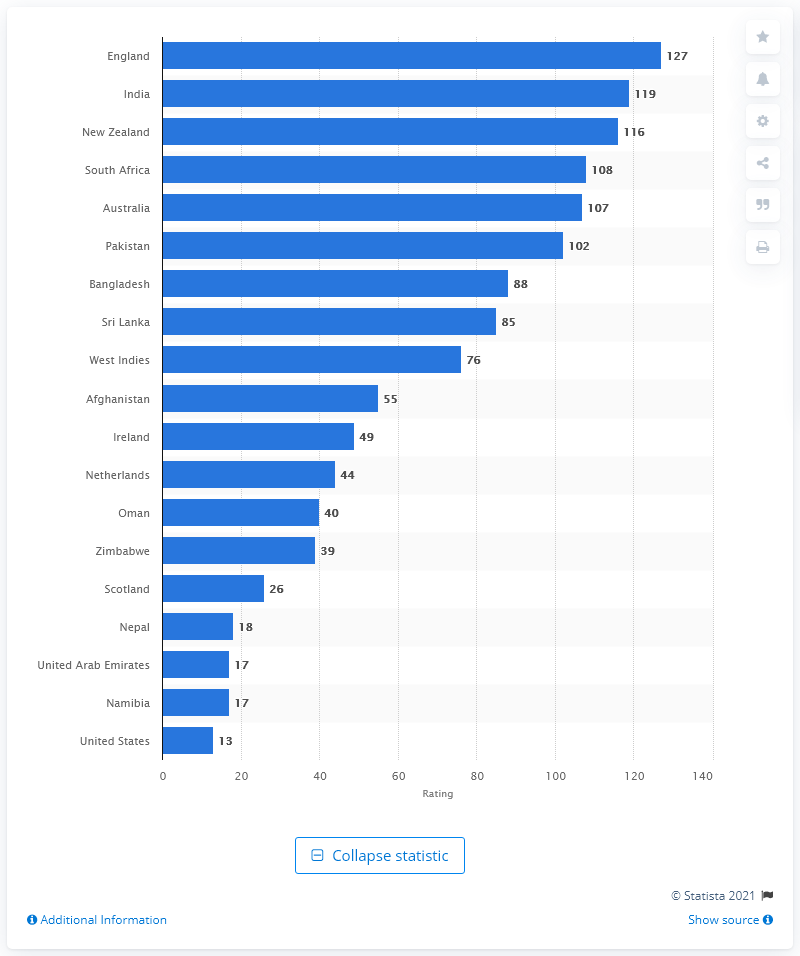 England 127
India 119
New Zealand 116
South Africa 108
Australia 107
Pakistan 102
Bangladesh 88
Sri Lanka 85
West Indies 76
Afghanistan 55
Ireland 49
Netherlands 44
Oman 40
Zimbabwe 39
Scotland 26
Nepal 18
United Arab Emirates 17
Namibia 17
United States 13
0 20 40 60 80 100 120 140
Rating
Collapse statistic
© Statista 2021
Additional Information
Show source